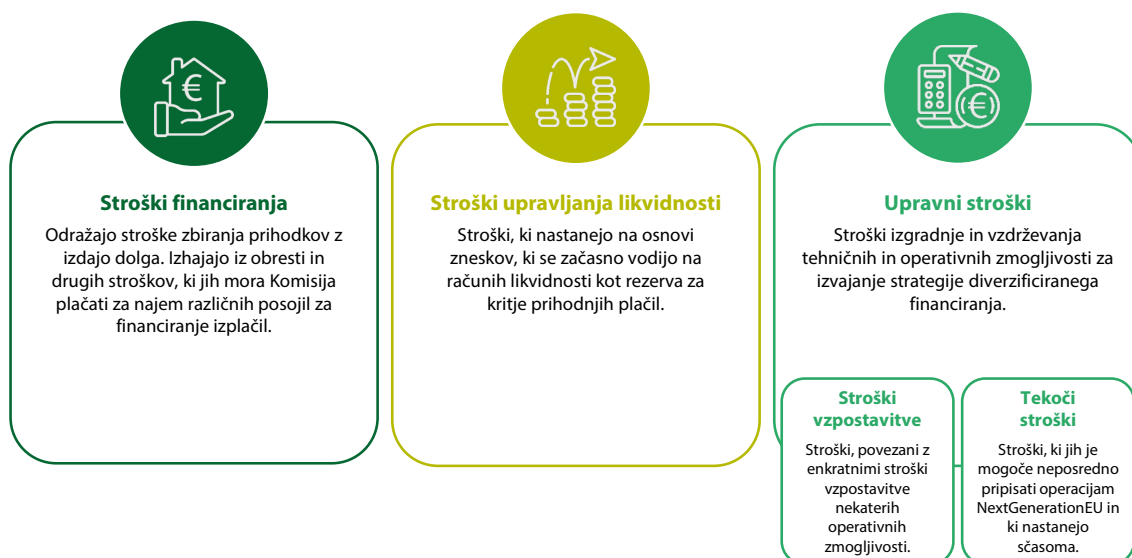 Stroški financiranja
Odražajo stroške zbiranja prihodkov z
izdajo dolga. Izhajajo iz obresti in
drugih stroškov, ki jih mora Komisija
plačati za najem različnih posojil za
financiranje izplačil.
Stroški upravljanja likvidnosti
Stroški, ki nastanejo na osnovi
zneskov, ki se začasno vodijo na
računih likvidnosti kot rezerva za
kritje prihodnjih plačil.
Upravni stroški
Stroški izgradnje in vzdrževanja
tehničnih in operativnih zmogljivosti za
izvajanje strategije diverzificiranega
financiranja.
Stroški
vzpostavitve
Stroški, povezani z
enkratnimi stroški
vzpostavitve
nekaterih
operativnih
zmogljivosti.
Tekoči
stroški
Stroški, ki jih je
mogoče neposredno
pripisati operacijam
NextGenerationEU in
ki nastanejo
sčasoma.